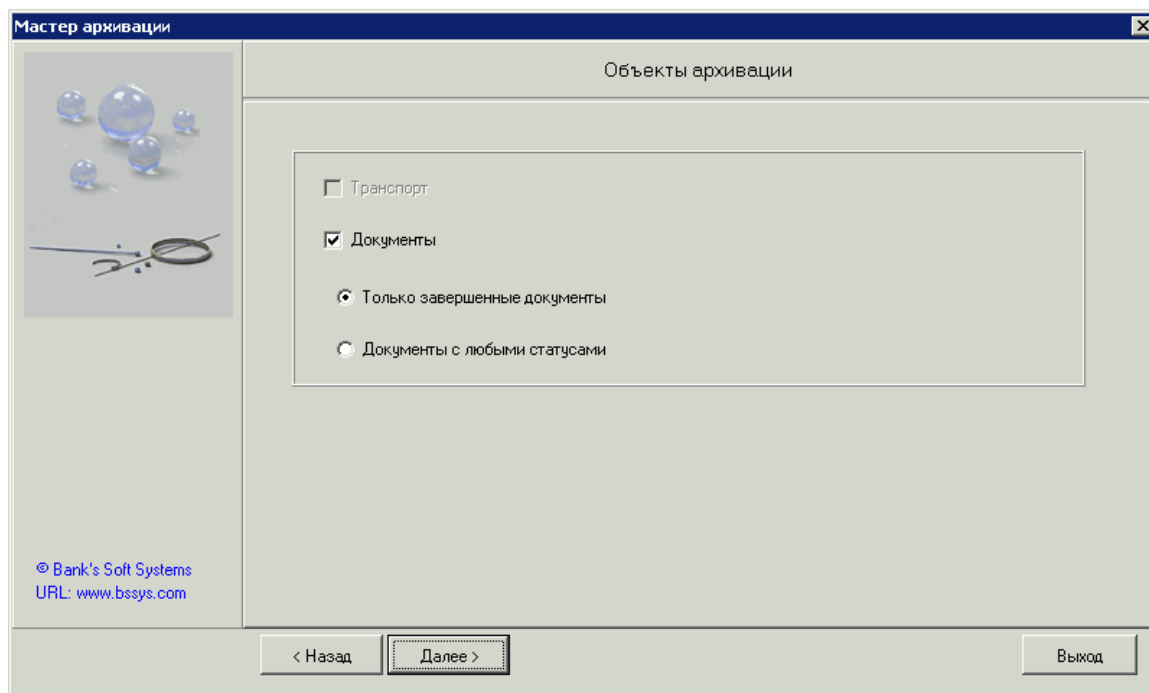 Мастер архивации
Объекты архивации
Транспорт
Документы
Только завершенные документы
Документы с любыми статусами
© Bank's Soft Systems
URL: www.bssys.com
< Назад
Далее >
Выход